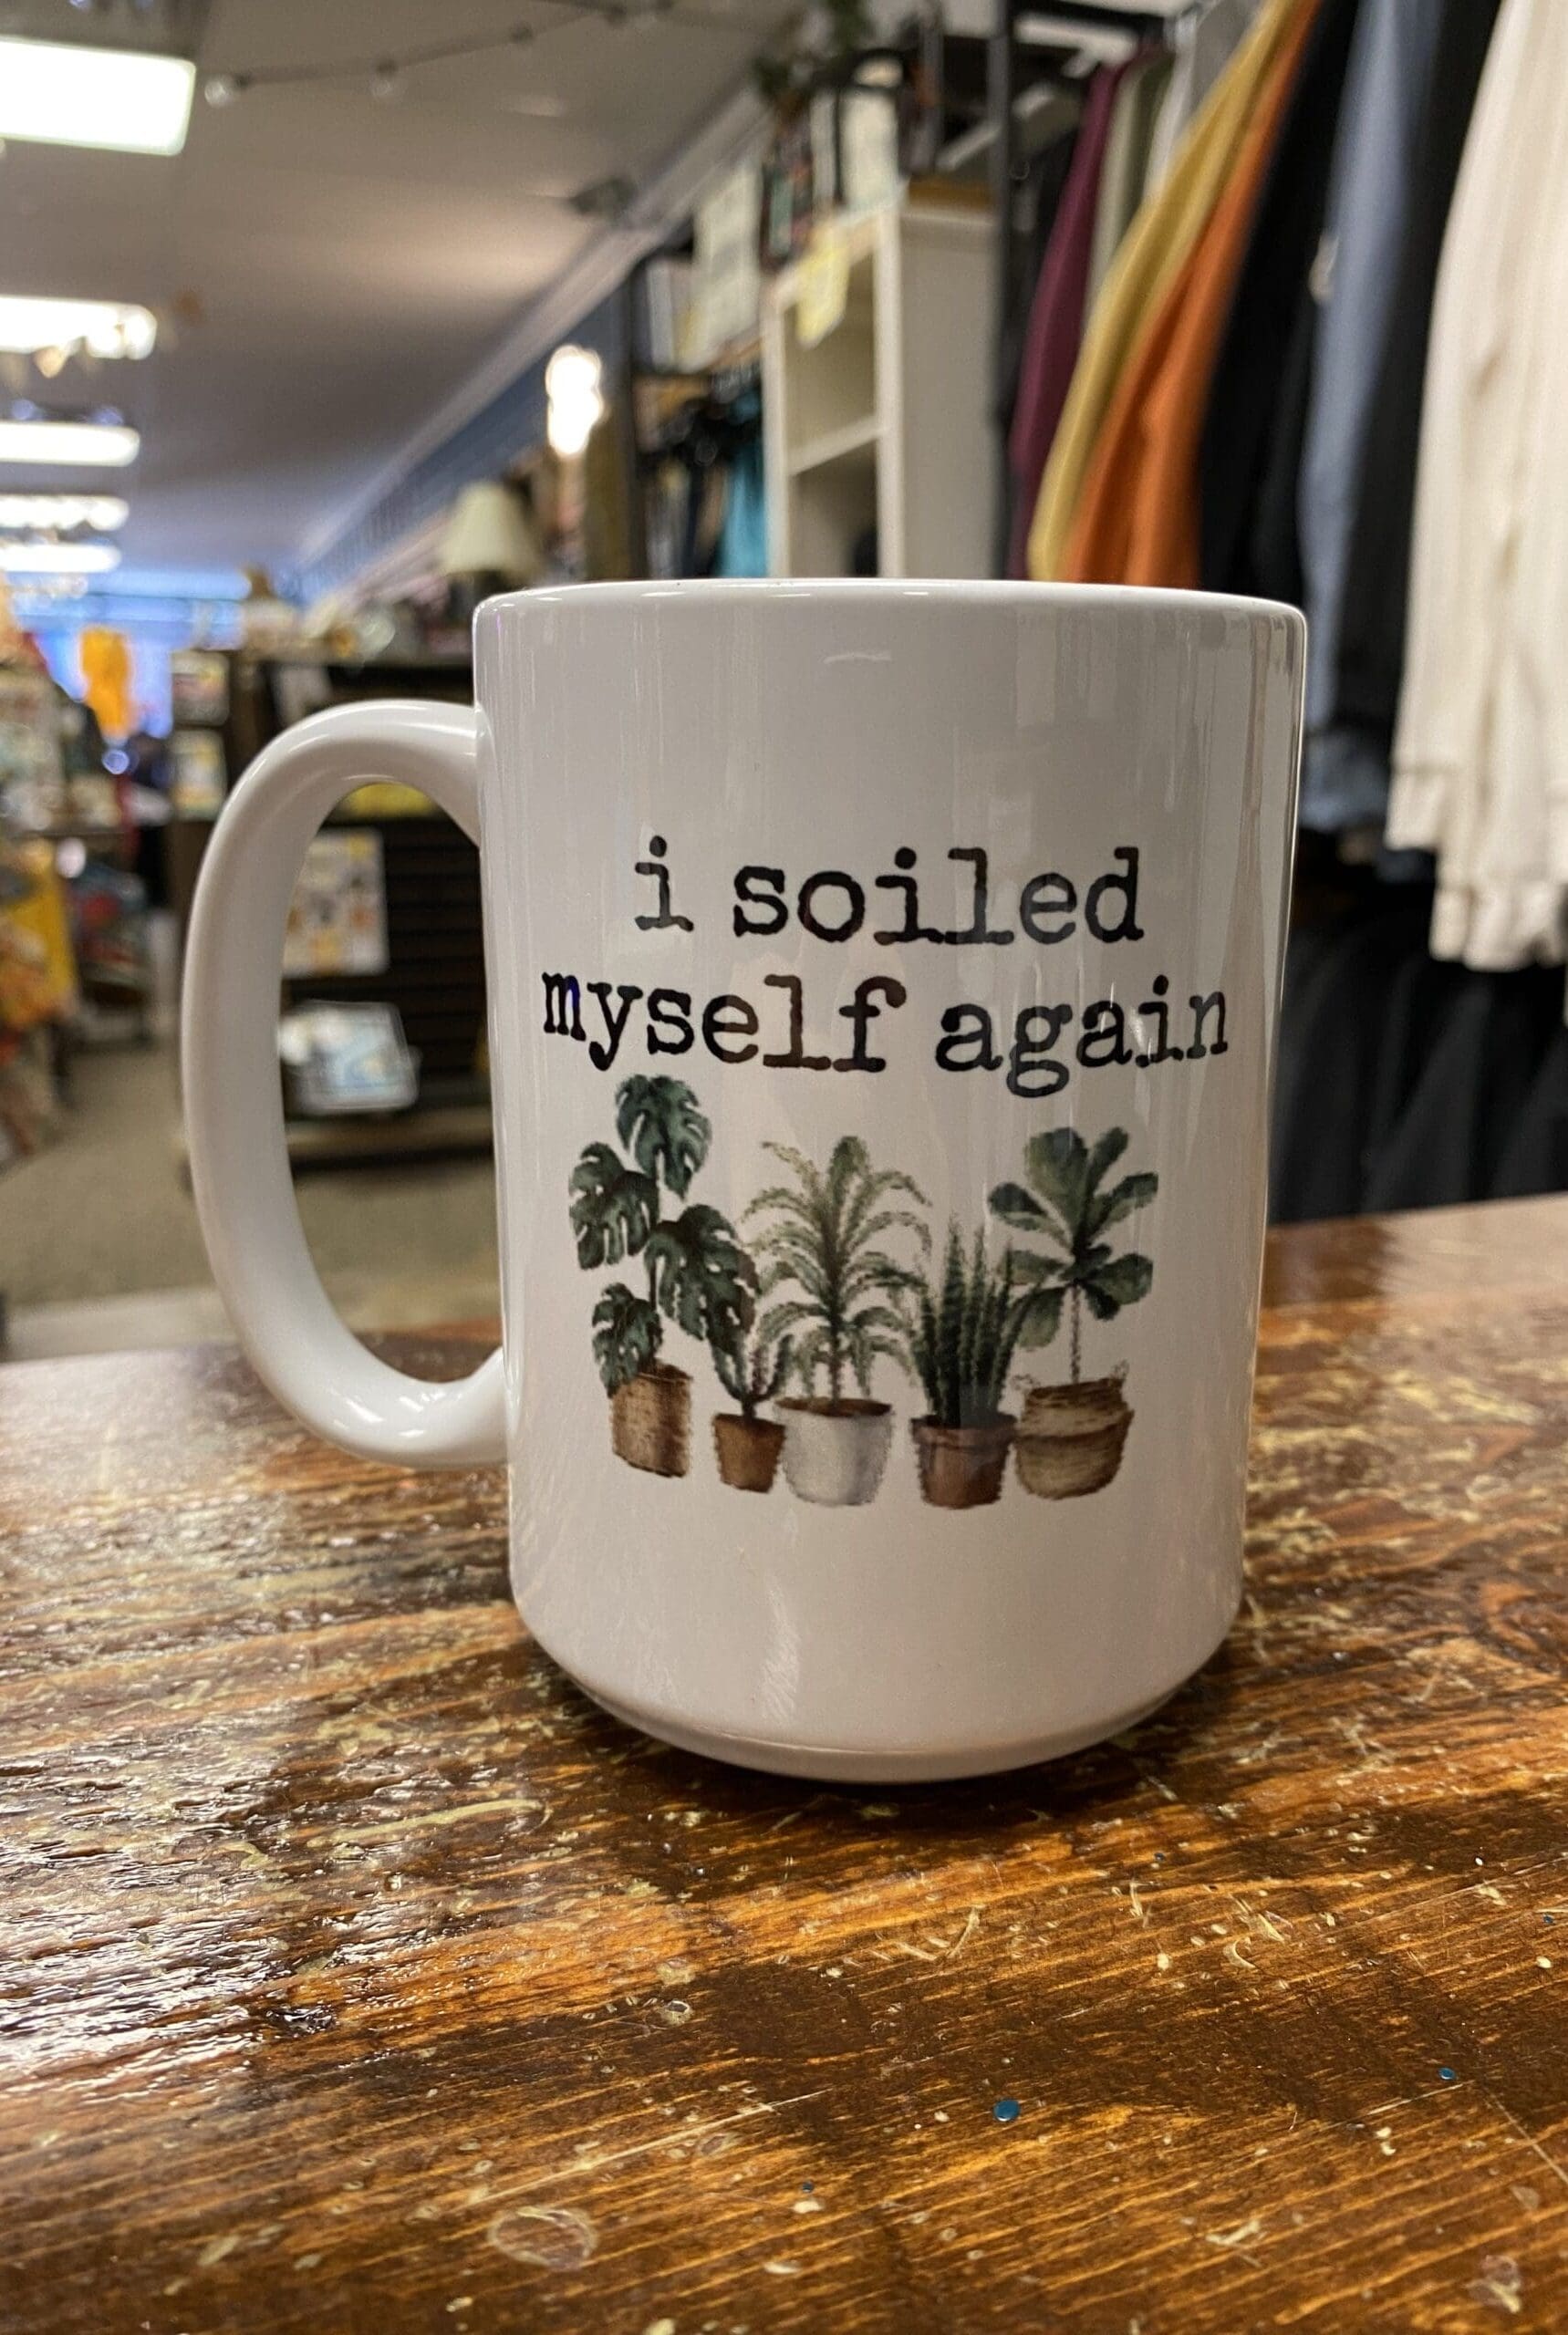 i soiled
myself again